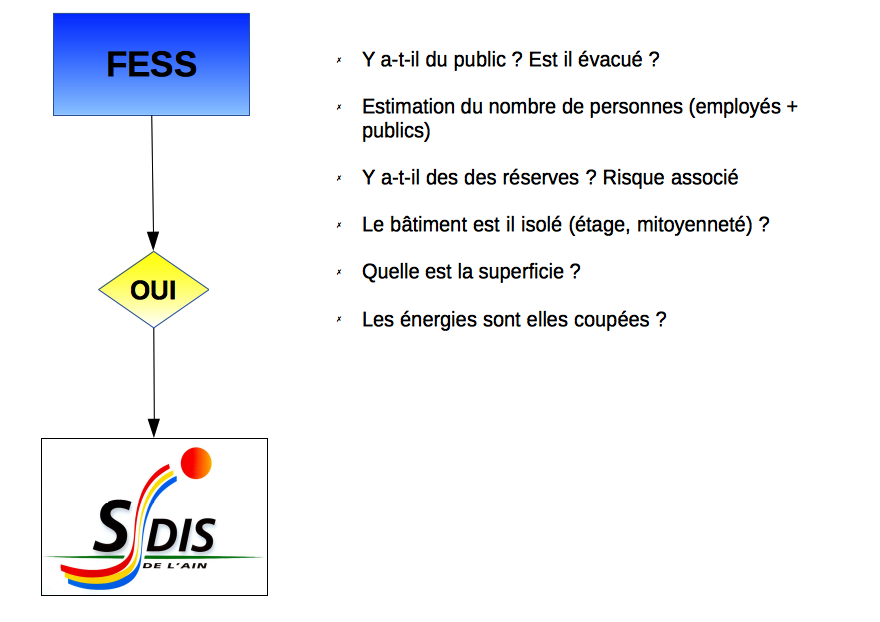 FESS
Y a-t-il du public ? Est il évacué ?
Estimation du nombre de personnes (employés +
publics)
Y a-t-il des des réserves ? Risque associé
Le bâtiment est il isolé (étage, mitoyenneté) ?
OUI
Quelle est la superficie ?
Les énergies sont elles coupées ?
SDIS
DE L'AIN